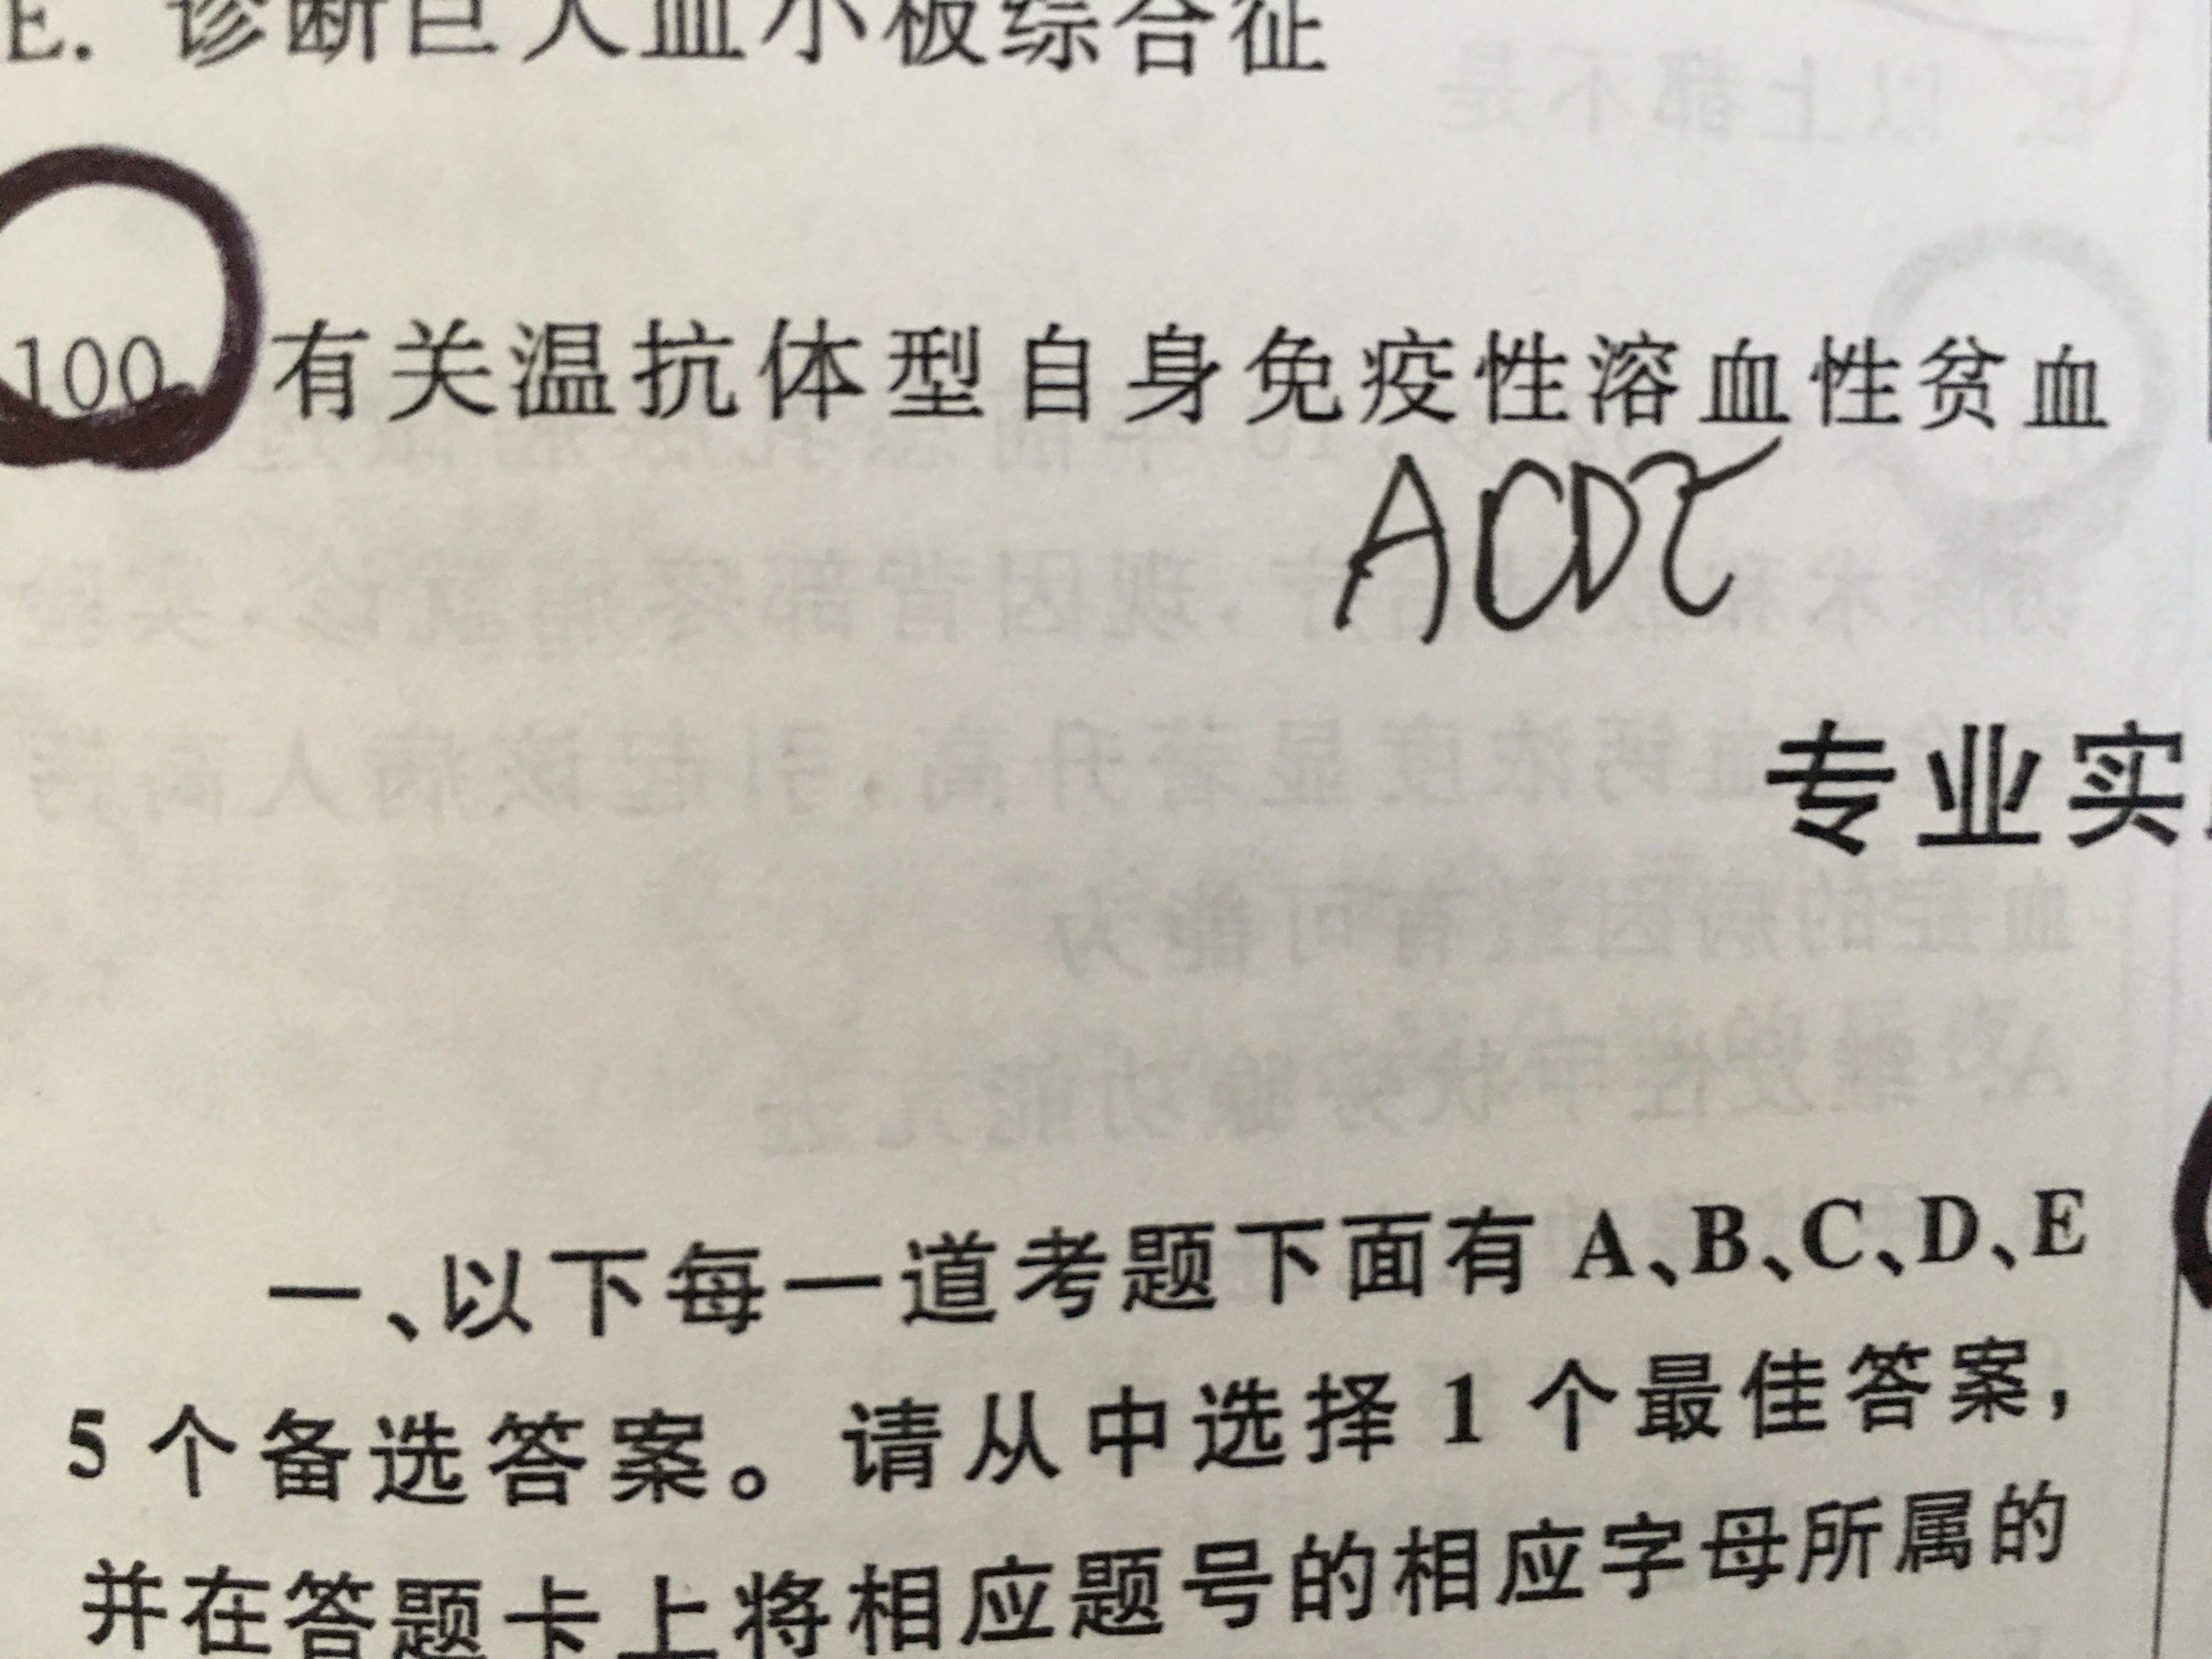 E. 诊断巨大血小板综合征
100 有关温抗体型自身免疫性溶血性贫血
ACDE
专业实
一、以下每一道考题下面有 A、B、C、D、E
5 个备选答案。请从中选择 1 个最佳答案，
并在答题卡上将相应题号的相应字母所属的